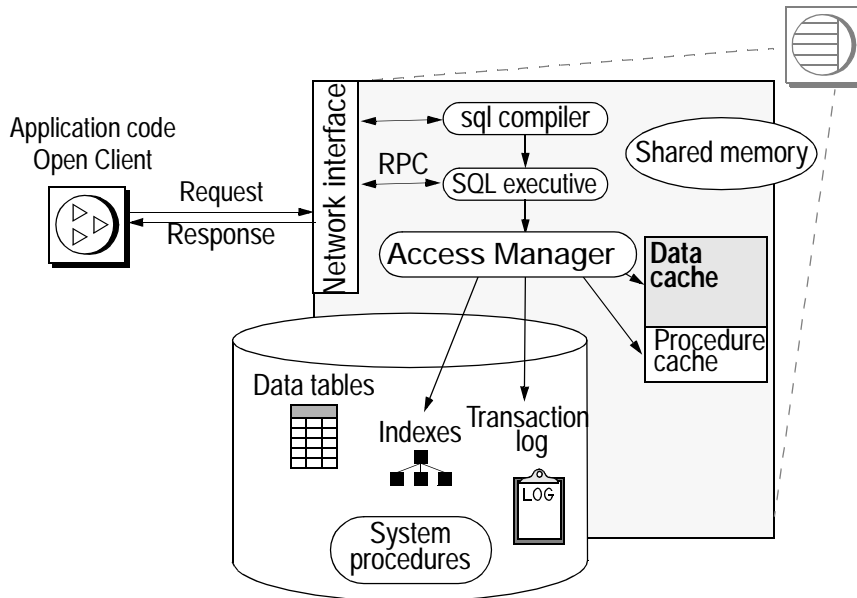 Application code
Open Client
Request
Response
Network interface
sql compiler
RPC
SQL executive
Shared memory
Access Manager
Data
cache
Procedure
cache
Data tables
Indexes
Transaction
log
LOG
System
procedures